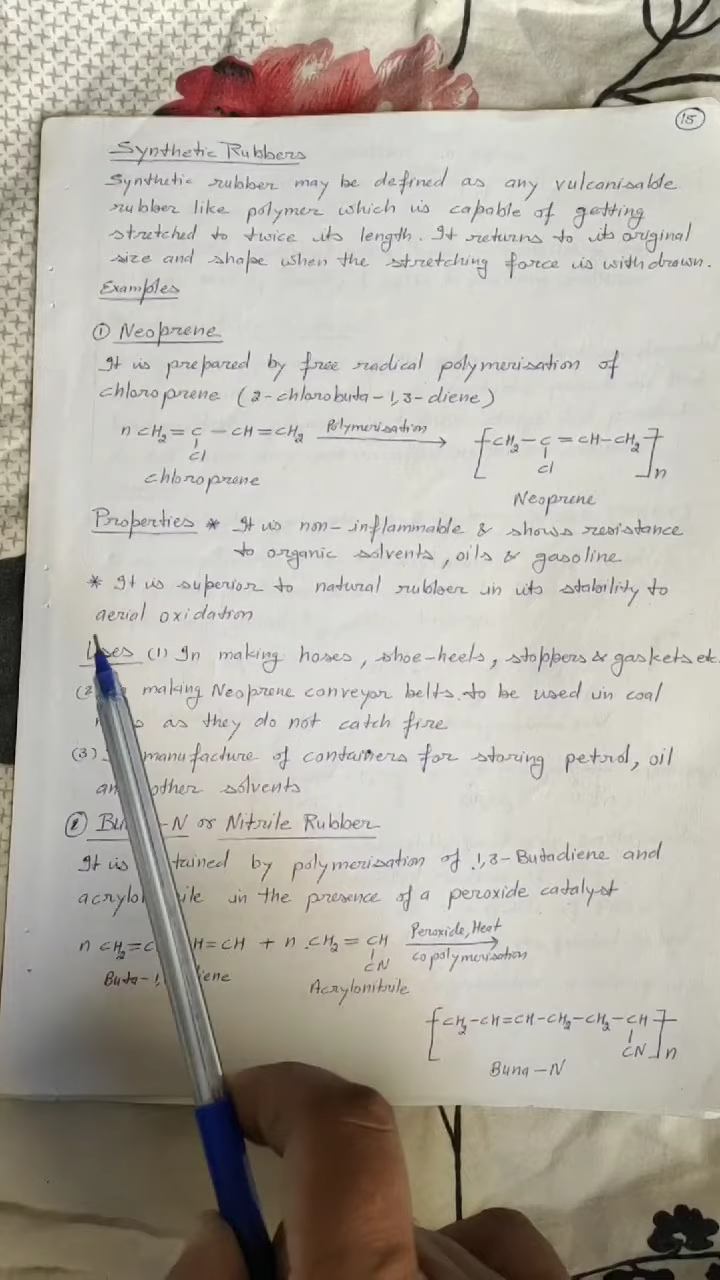 15
Synthetic Rubbers
Synthetic rubber may be defined as any vulcanisable
rubber like polymer which is capable of getting
stretched to twice its length. It returns to its original
size and shape when the stretching force is withdrawn.
Examples
① Neoprene
It is prepared by free radical polymerisation of
chloroprene (2-chlorobuta-1,3-diene)
n CH₂=C-CH=CH₂ Polymerisation → [CH₂-C=CH-CH₂]n
Cl Cl
chloroprene
Neoprene
Properties * It is non-inflammable & shows resistance
to organic solvents, oils & gasoline
* It is superior to natural rubber in its stability to
aerial oxidation
Uses (1) In making hoses, shoe-heels, stoppers & gaskets etc.
(2) making Neoprene conveyor belts. to be used in coal
as they do not catch fire
(3) manufacture of containers for storing petrol, oil
other solvents
② -N or Nitrile Rubber
It is by polymerisation of 1,3-Butadiene and
in the presence of a peroxide catalyst
n CH₂=C H=CH + n CH₂=CH Peroxide, Heat →
CN copolymerisation
Buta-1, iene Acrylonitrile
[CH₂-CH=CH-CH₂-CH₂-CH]n
CN
Buna-N